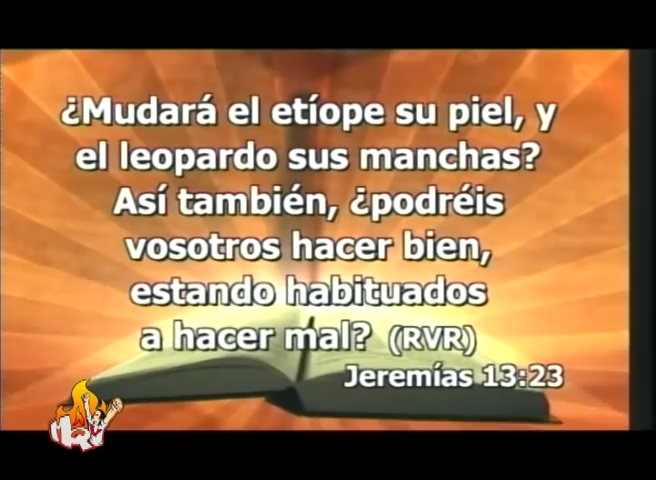 ¿Mudará el etíope su piel, y
el leopardo sus manchas?
Así también, ¿podréis
vosotros hacer bien,
estando habituados
a hacer mal? (RVR)
Jeremías 13:23